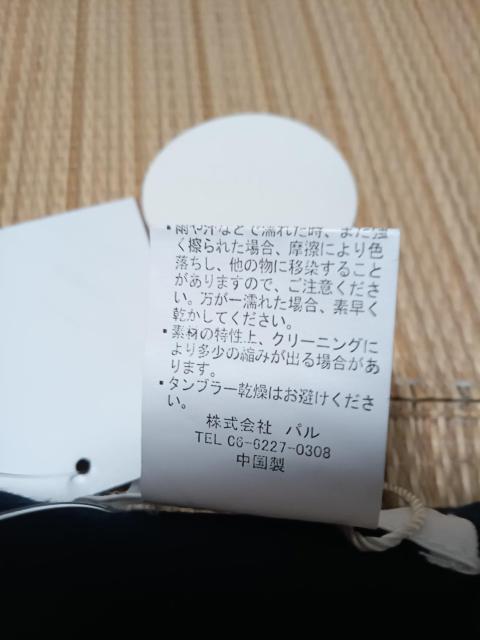 ・雨や汗などで濡れた時、また強
く擦られた場合、摩擦により色
落ちし、他の物に移染すること
がありますので、ご注意くださ
い。万が一濡れた場合、素早く
乾かしてください。
・素材の特性上、クリーニングに
より多少の縮みが出る場合があ
ります。
・タンブラー乾燥はお避けくださ
い。
株式会社 パル
TEL 06-6227-0308
中国製